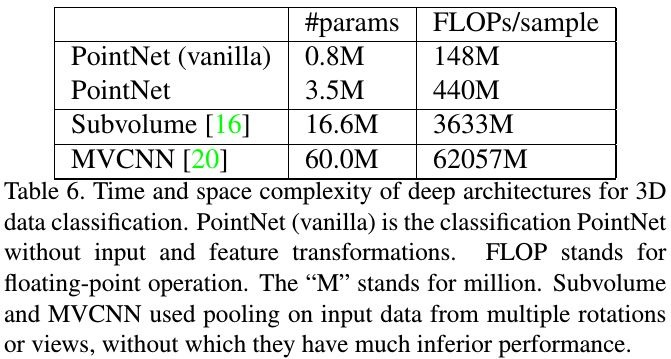 #params FLOPs/sample
PointNet (vanilla) 0.8M 148M
PointNet 3.5M 440M
Subvolume [16] 16.6M 3633M
MVCNN [20] 60.0M 62057M
Table 6. Time and space complexity of deep architectures for 3D
data classification. PointNet (vanilla) is the classification PointNet
without input and feature transformations. FLOP stands for
floating-point operation. The “M” stands for million. Subvolume
and MVCNN used pooling on input data from multiple rotations
or views, without which they have much inferior performance.